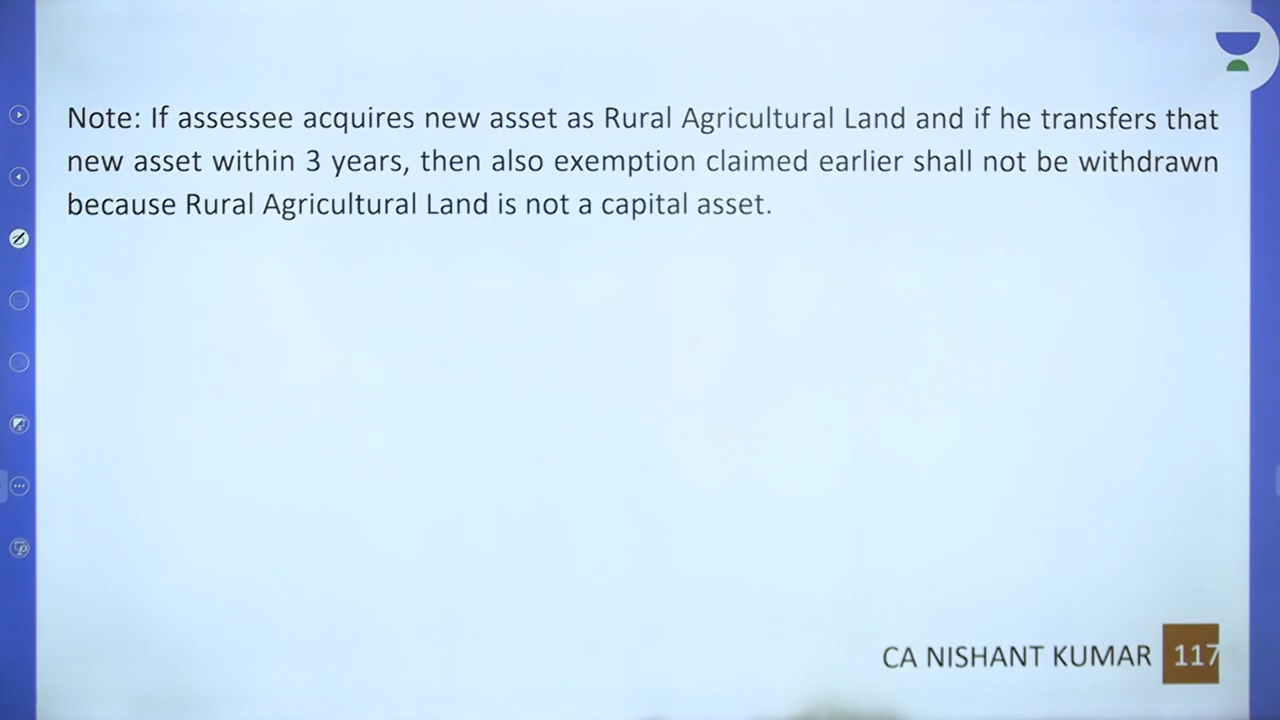 Note: If assessee acquires new asset as Rural Agricultural Land and if he transfers that
new asset within 3 years, then also exemption claimed earlier shall not be withdrawn
because Rural Agricultural Land is not a capital asset.
CA NISHANT KUMAR 117